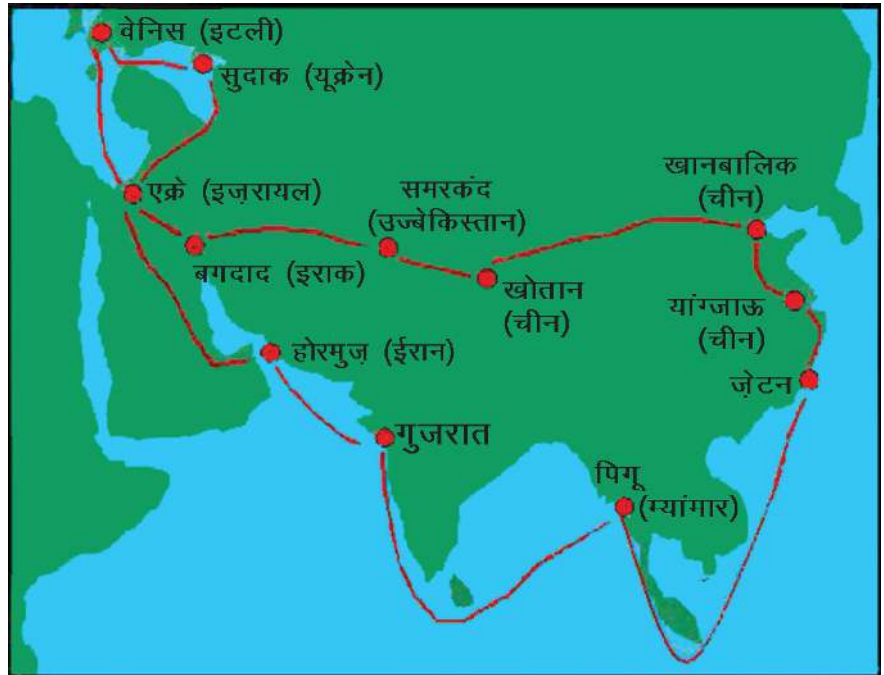 वेनिस (इटली)
सुदाक (यूक्रेन)
एक्रे (इज़रायल)
समरकंद
(उज्बेकिस्तान)
खानबालिक
(चीन)
बगदाद (इराक)
खोतान
(चीन)
यांग्जाऊ
(चीन)
होरमुज़ (ईरान)
ज़ेटन
गुजरात
पिगू
(म्यांमार)